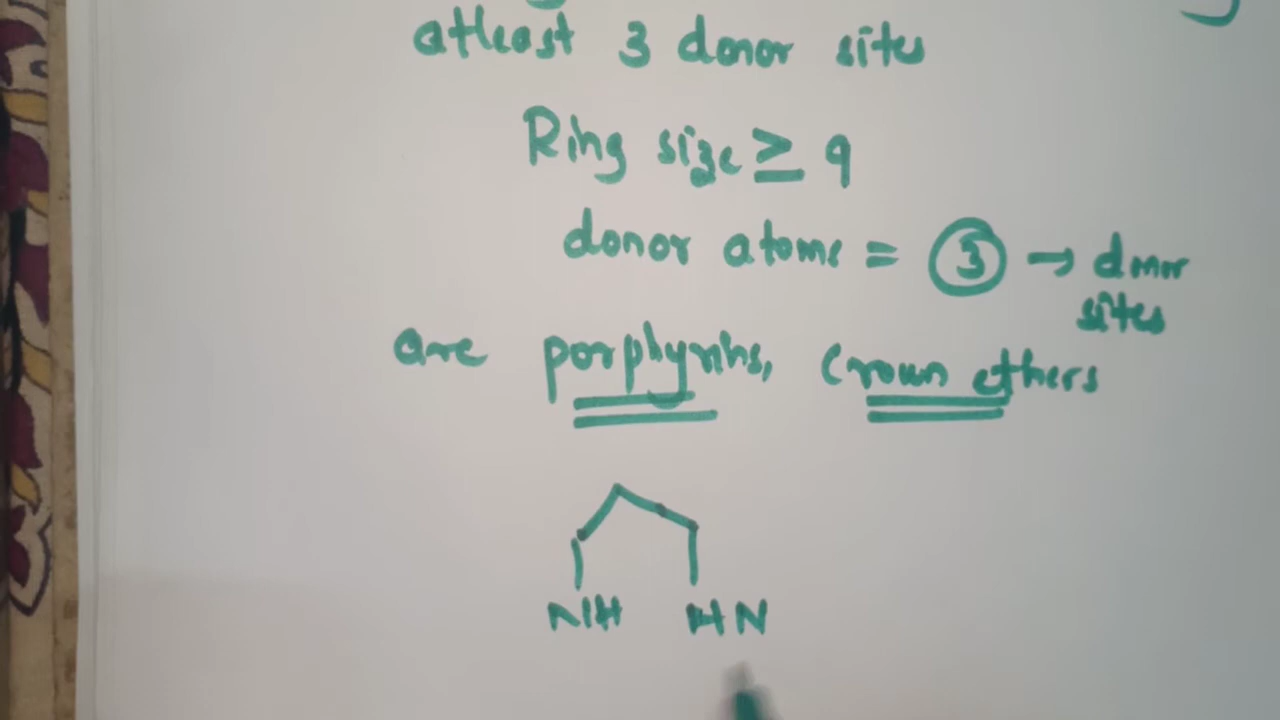 atleast 3 donor sites
Ring size ≥ 9
donor atoms = 3 → donor
sites
are porphyrins, Crown ethers
NH HN